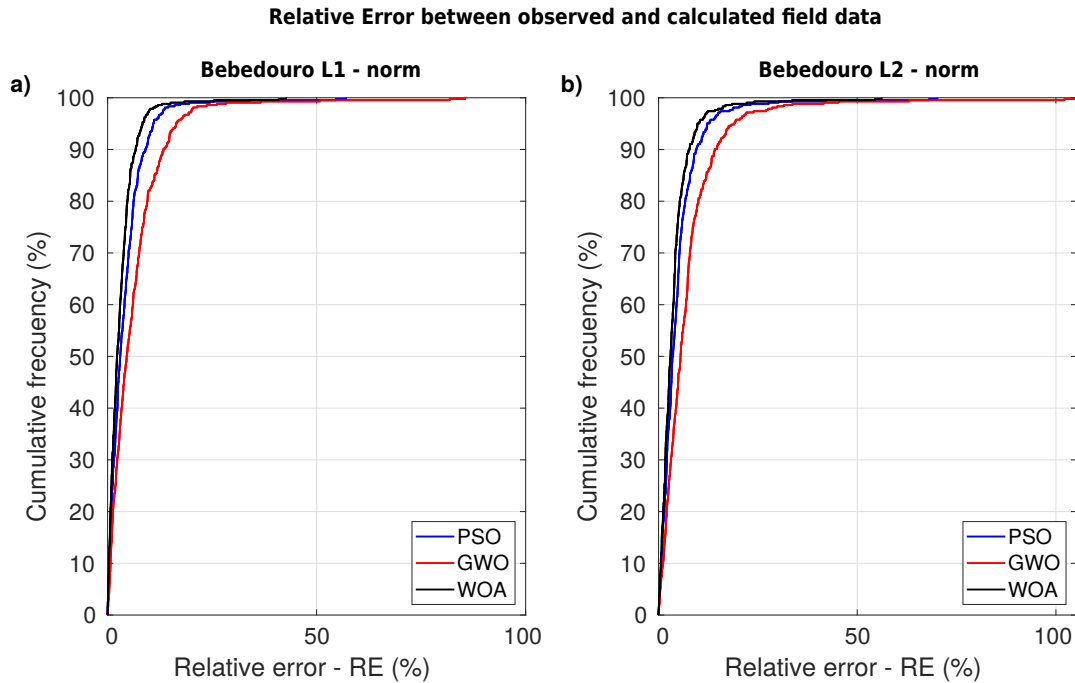 Relative Error between observed and calculated field data
a)
Bebedouro L1 - norm
100
90
80
70
60
50
40
30
20
10
0
Cumulative frecuency (%)
0 50 100
Relative error - RE (%)
PSO
GWO
WOA
b)
Bebedouro L2 - norm
100
90
80
70
60
50
40
30
20
10
0
Cumulative frecuency (%)
0 50 100
Relative error - RE (%)
PSO
GWO
WOA